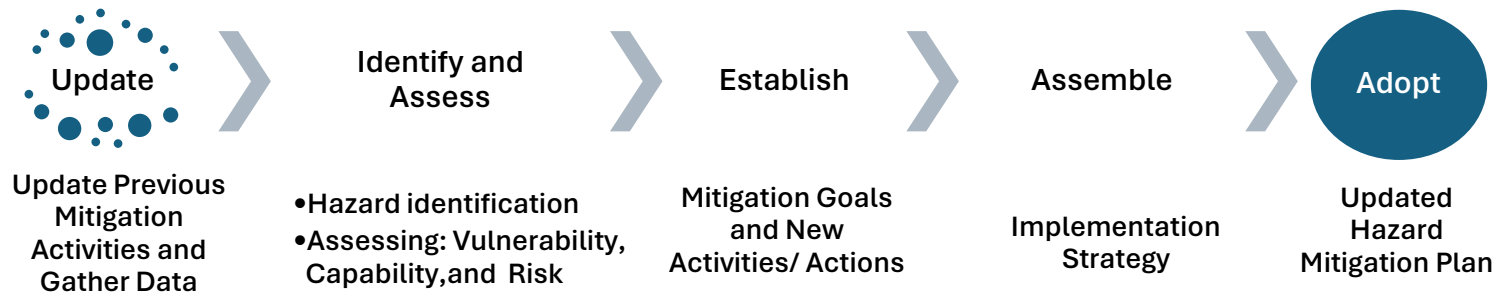 Update
Identify and
Assess
Establish
Assemble
Adopt
Update Previous
Mitigation
Activities and
Gather Data
•Hazard identification
•Assessing: Vulnerability,
Capability,and Risk
Mitigation Goals
and New
Activities/ Actions
Implementation
Strategy
Updated
Hazard
Mitigation Plan